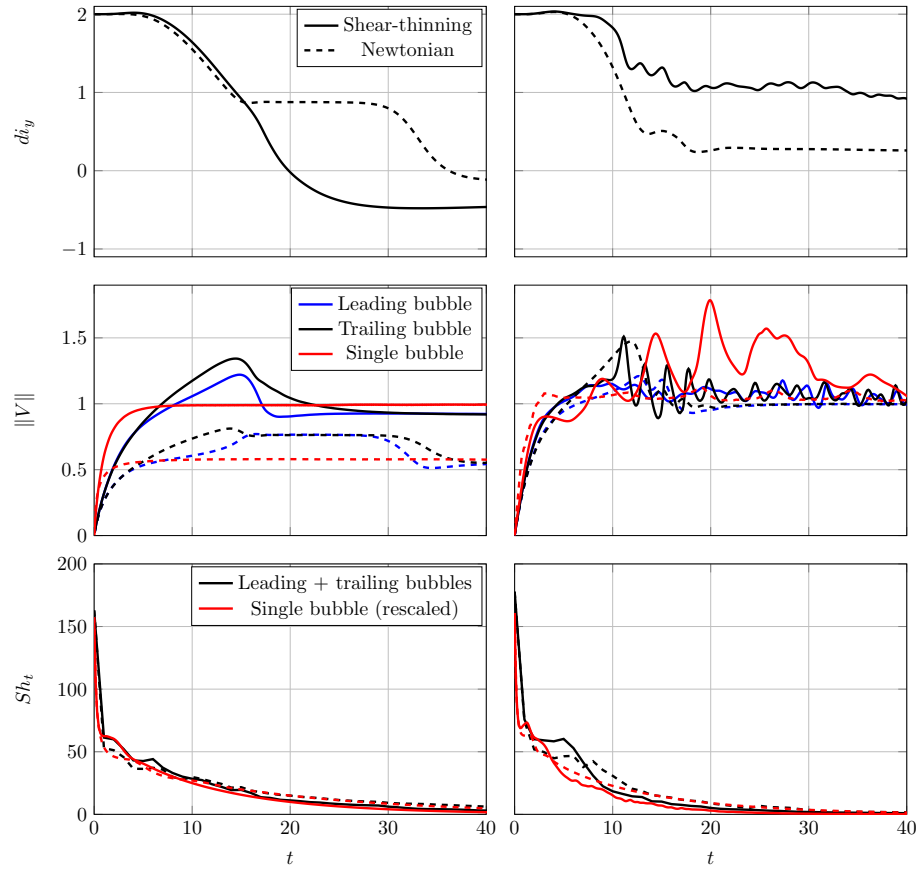 2
1
0
−1
di_y
Shear-thinning
Newtonian
1.5
1
0.5
0
‖V‖
Leading bubble
Trailing bubble
Single bubble
200
150
100
50
0
Sh_t
Leading + trailing bubbles
Single bubble (rescaled)
0 10 20 30 40
0 10 20 30 40
t
t